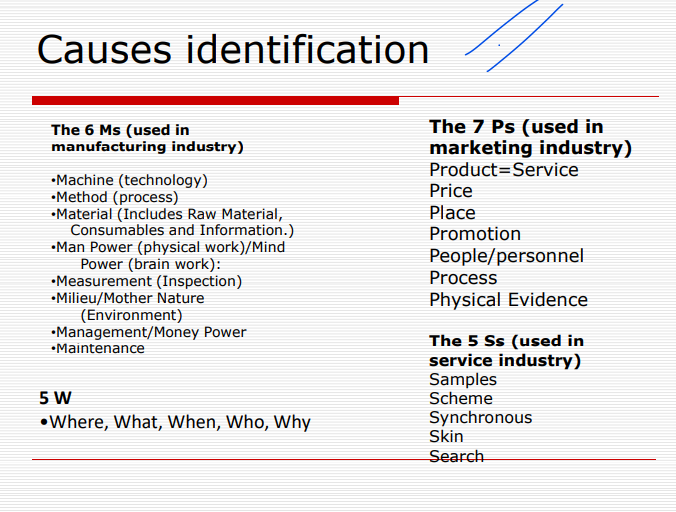 Causes identification
The 6 Ms (used in
manufacturing industry)
•Machine (technology)
•Method (process)
•Material (Includes Raw Material,
Consumables and Information.)
•Man Power (physical work)/Mind
Power (brain work):
•Measurement (Inspection)
•Milieu/Mother Nature
(Environment)
•Management/Money Power
•Maintenance
5 W
•Where, What, When, Who, Why
The 7 Ps (used in
marketing industry)
Product=Service
Price
Place
Promotion
People/personnel
Process
Physical Evidence
The 5 Ss (used in
service industry)
Samples
Scheme
Synchronous
Skin
Search